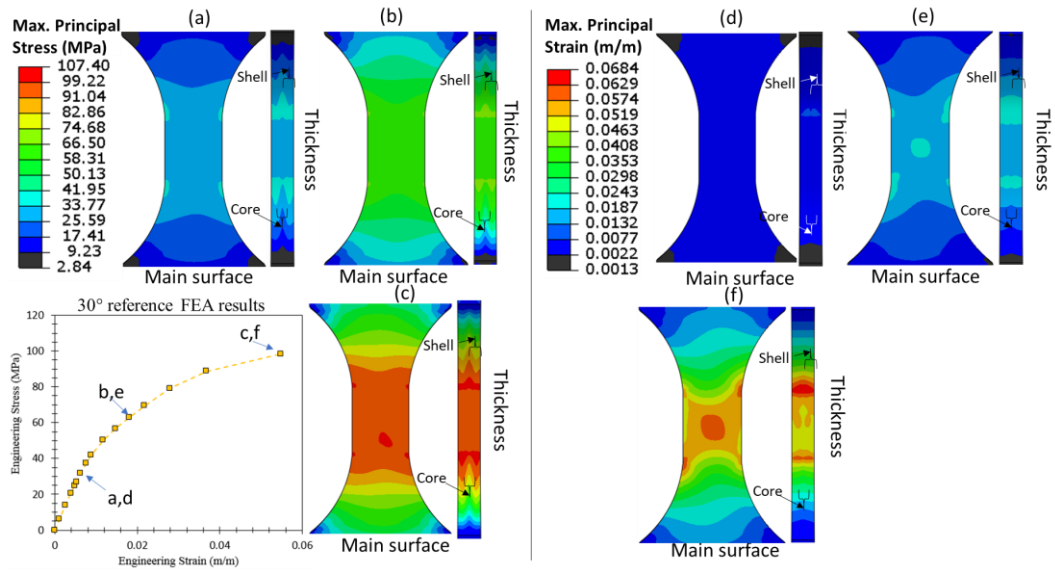 (a)
Max. Principal
Stress (MPa)
107.40
99.22
91.04
82.86
74.68
66.50
58.31
50.13
41.95
33.77
25.59
17.41
9.23
2.84
Shell
Core
Thickness
Main surface
(b)
Shell
Core
Thickness
Main surface
(d)
Max. Principal
Strain (m/m)
0.0684
0.0629
0.0574
0.0519
0.0463
0.0408
0.0353
0.0298
0.0243
0.0187
0.0132
0.0077
0.0022
0.0013
Shell
Core
Thickness
Main surface
(e)
Shell
Core
Thickness
Main surface
30° reference FEA results
Engineering Stress (MPa)
120
100
80
60
40
20
0
c,f
b,e
a,d
0
0.02
0.04
0.06
Engineering Strain (m/m)
(c)
Shell
Core
Thickness
Main surface
(f)
Shell
Core
Thickness
Main surface